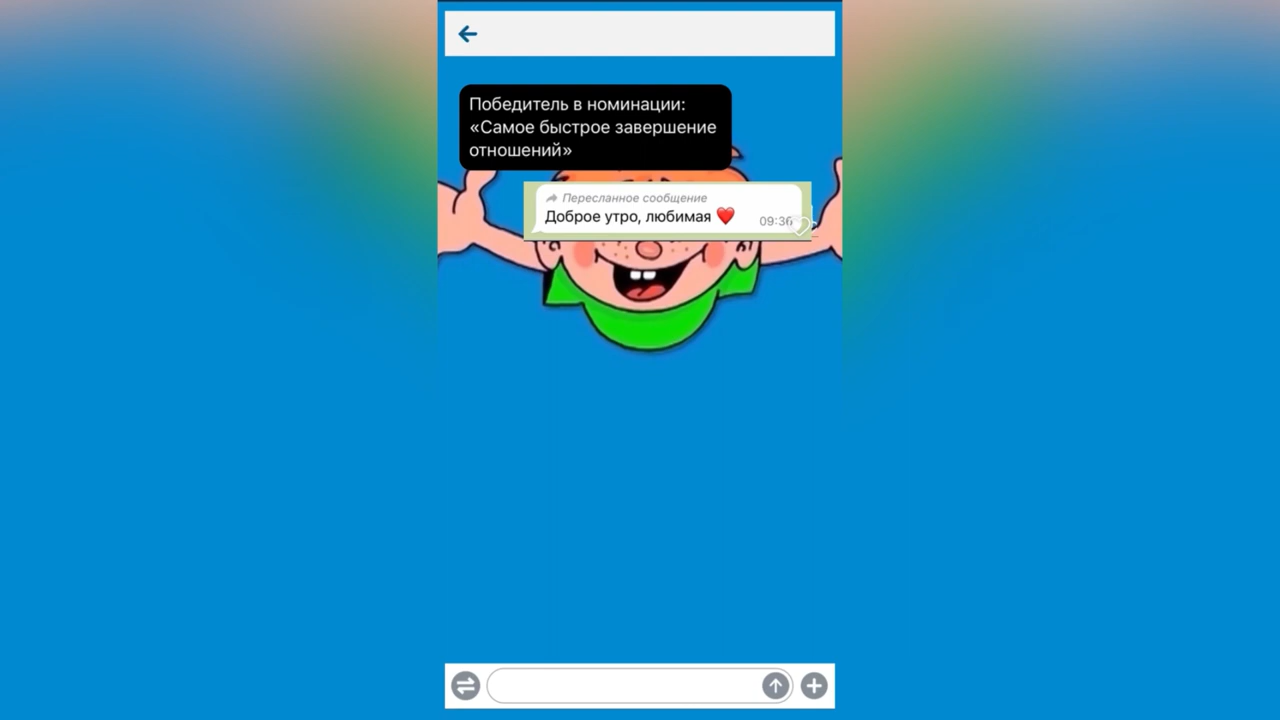 Победитель в номинации:
«Самое быстрое завершение
отношений»
Пересланное сообщение
Доброе утро, любимая ❤️
09:36